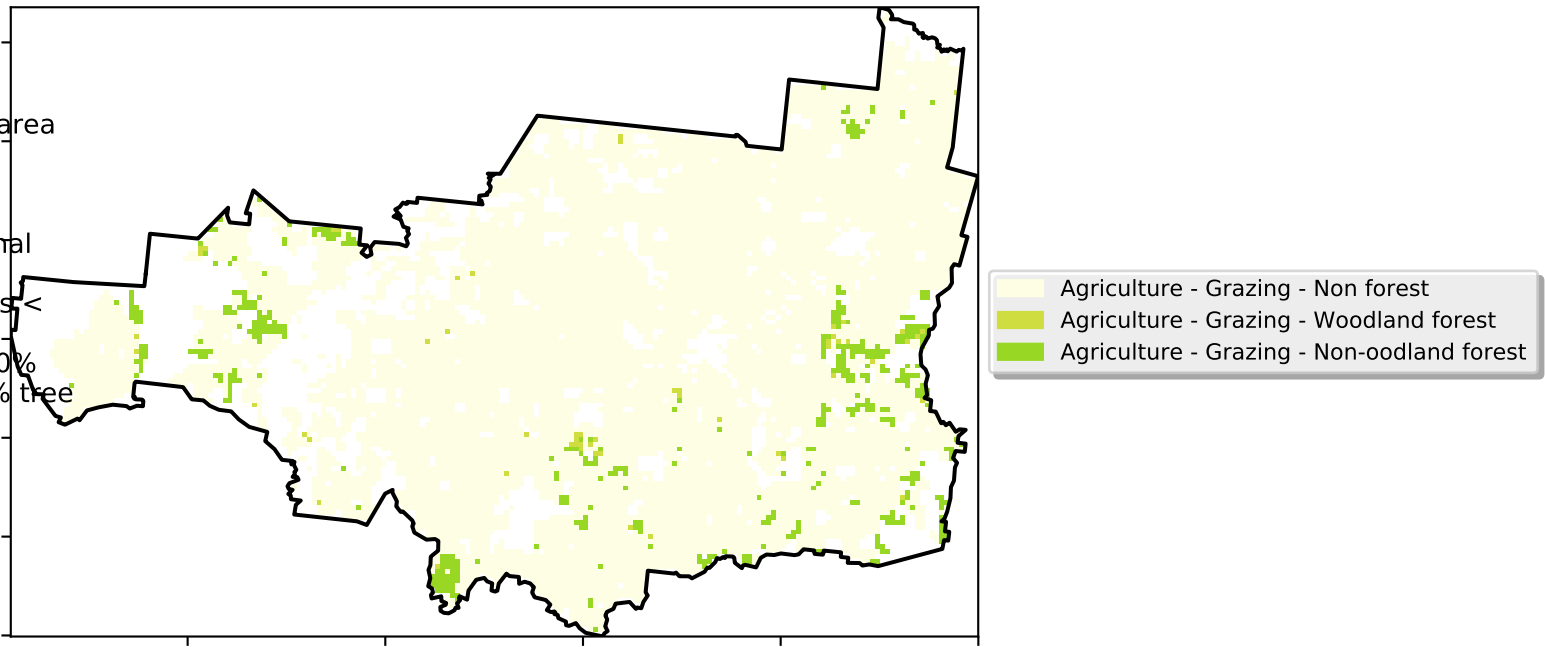 area
nal
s <
0%
% tree
Agriculture - Grazing - Non forest
Agriculture - Grazing - Woodland forest
Agriculture - Grazing - Non-oodland forest